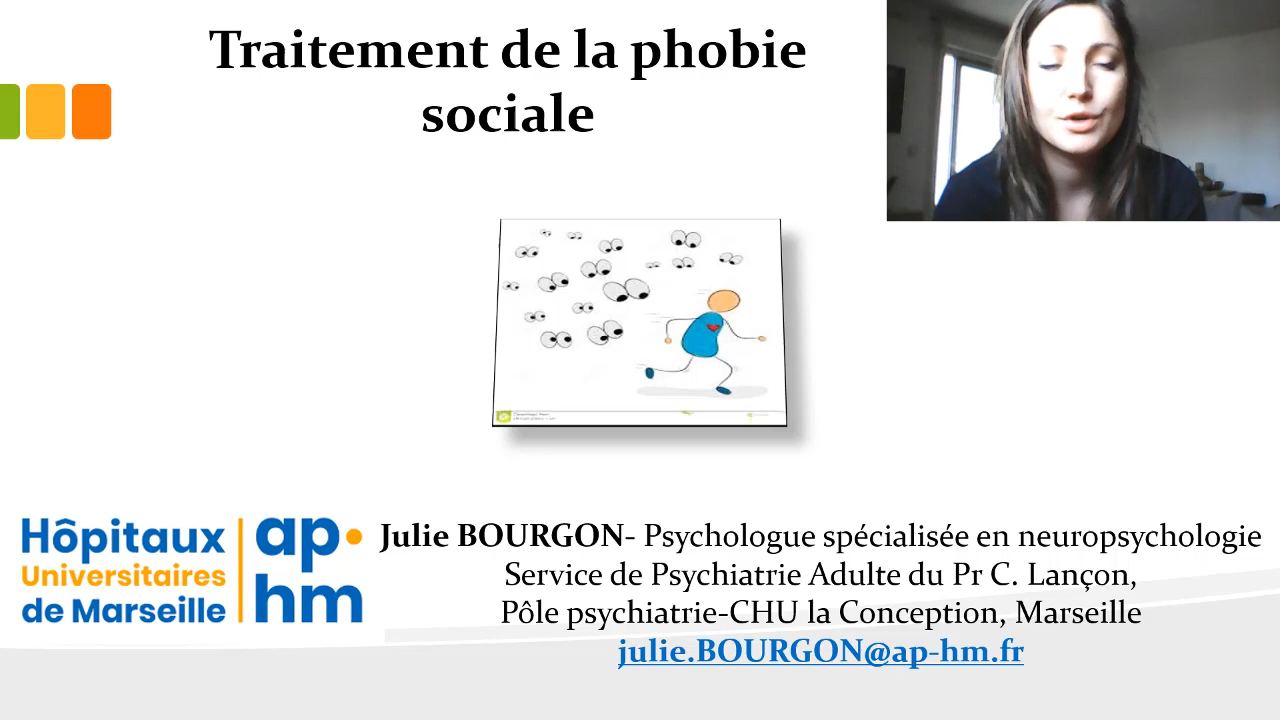 Traitement de la phobie
sociale
Hôpitaux
Universitaires
de Marseille
ap
hm
Julie BOURGON- Psychologue spécialisée en neuropsychologie
Service de Psychiatrie Adulte du Pr C. Lançon,
Pôle psychiatrie-CHU la Conception, Marseille
julie.BOURGON@ap-hm.fr